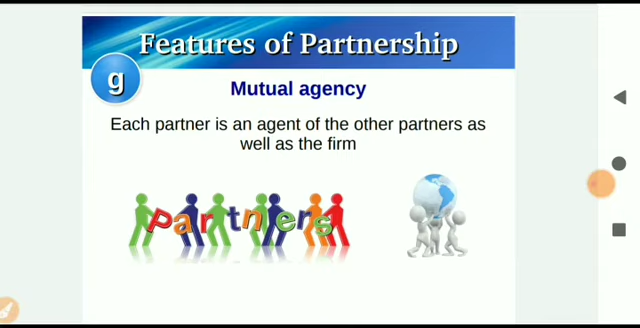 Features of Partnership
g
Mutual agency
Each partner is an agent of the other partners as
well as the firm
Partners